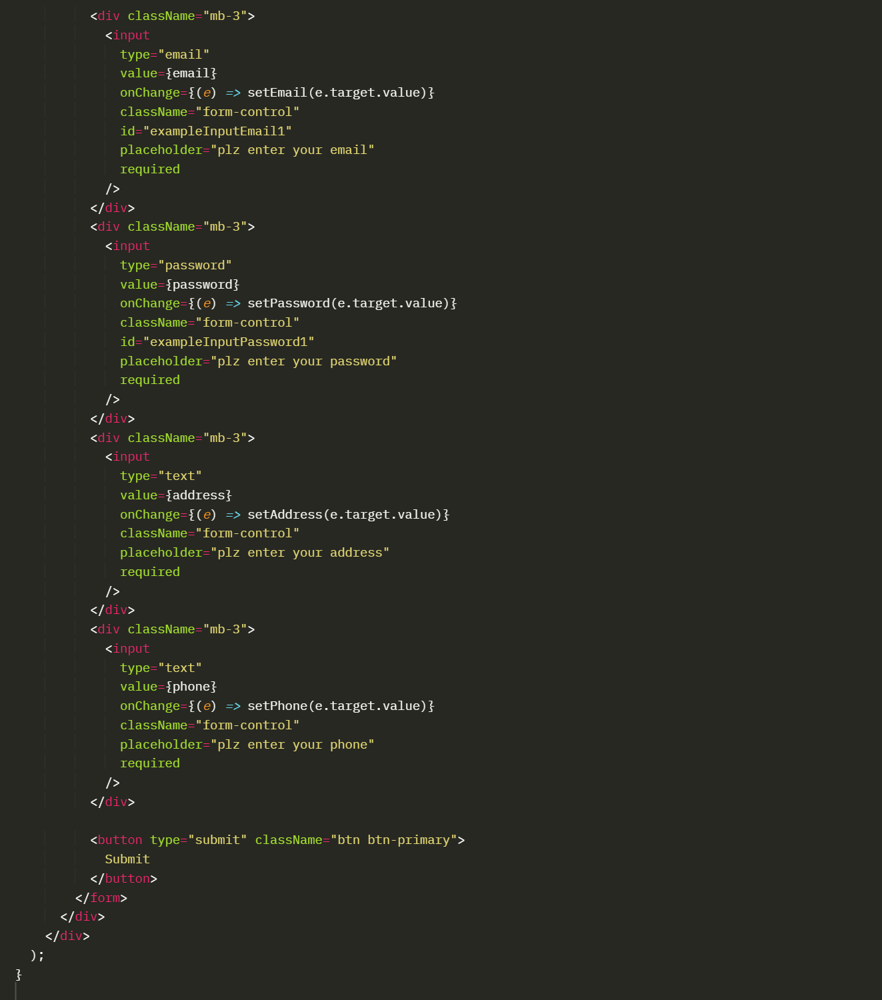 <div className="mb-3">
<input
type="email"
value={email}
onChange={(e) => setEmail(e.target.value)}
className="form-control"
id="exampleInputEmail1"
placeholder="plz enter your email"
required
/>
</div>
<div className="mb-3">
<input
type="password"
value={password}
onChange={(e) => setPassword(e.target.value)}
className="form-control"
id="exampleInputPassword1"
placeholder="plz enter your password"
required
/>
</div>
<div className="mb-3">
<input
type="text"
value={address}
onChange={(e) => setAddress(e.target.value)}
className="form-control"
placeholder="plz enter your address"
required
/>
</div>
<div className="mb-3">
<input
type="text"
value={phone}
onChange={(e) => setPhone(e.target.value)}
className="form-control"
placeholder="plz enter your phone"
required
/>
</div>
<button type="submit" className="btn btn-primary">
Submit
</button>
</form>
</div>
</div>
);
}